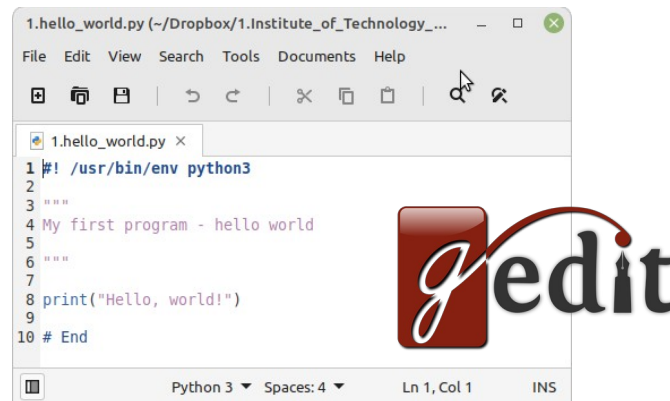 1.hello_world.py (~/Dropbox/1.Institute_of_Technology_...
File Edit View Search Tools Documents Help
1.hello_world.py
1 #! /usr/bin/env python3
2
3 """
4 My first program - hello world
5
6 """
7
8 print("Hello, world!")
9
10 # End
gedit
Python 3 Spaces: 4 Ln 1, Col 1 INS